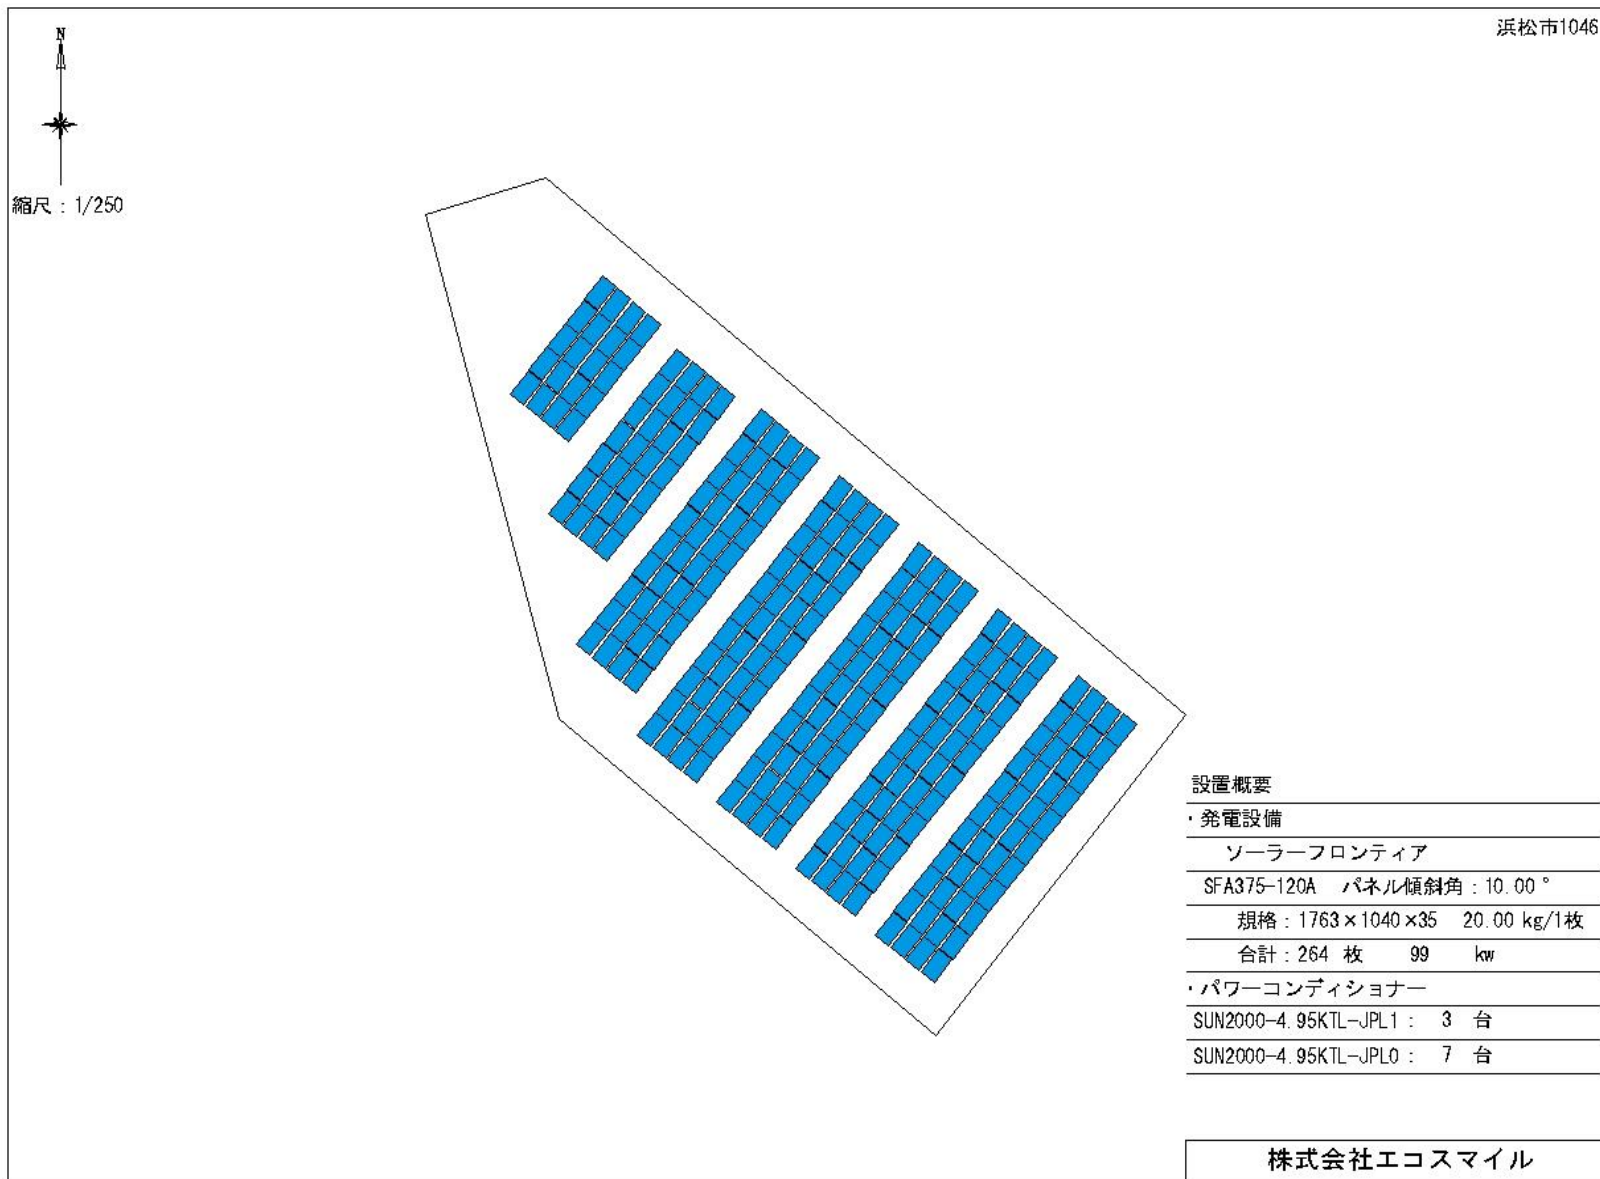 浜松市1046
N
縮尺：1/250
設置概要
・発電設備
ソーラーフロンティア
SFA375-120A パネル傾斜角：10.00°
規格：1763×1040×35 20.00 kg/1枚
合計：264 枚 99 kw
・パワーコンディショナー
SUN2000-4.95KTL-JPL1： 3 台
SUN2000-4.95KTL-JPL0： 7 台
株式会社エコスマイル